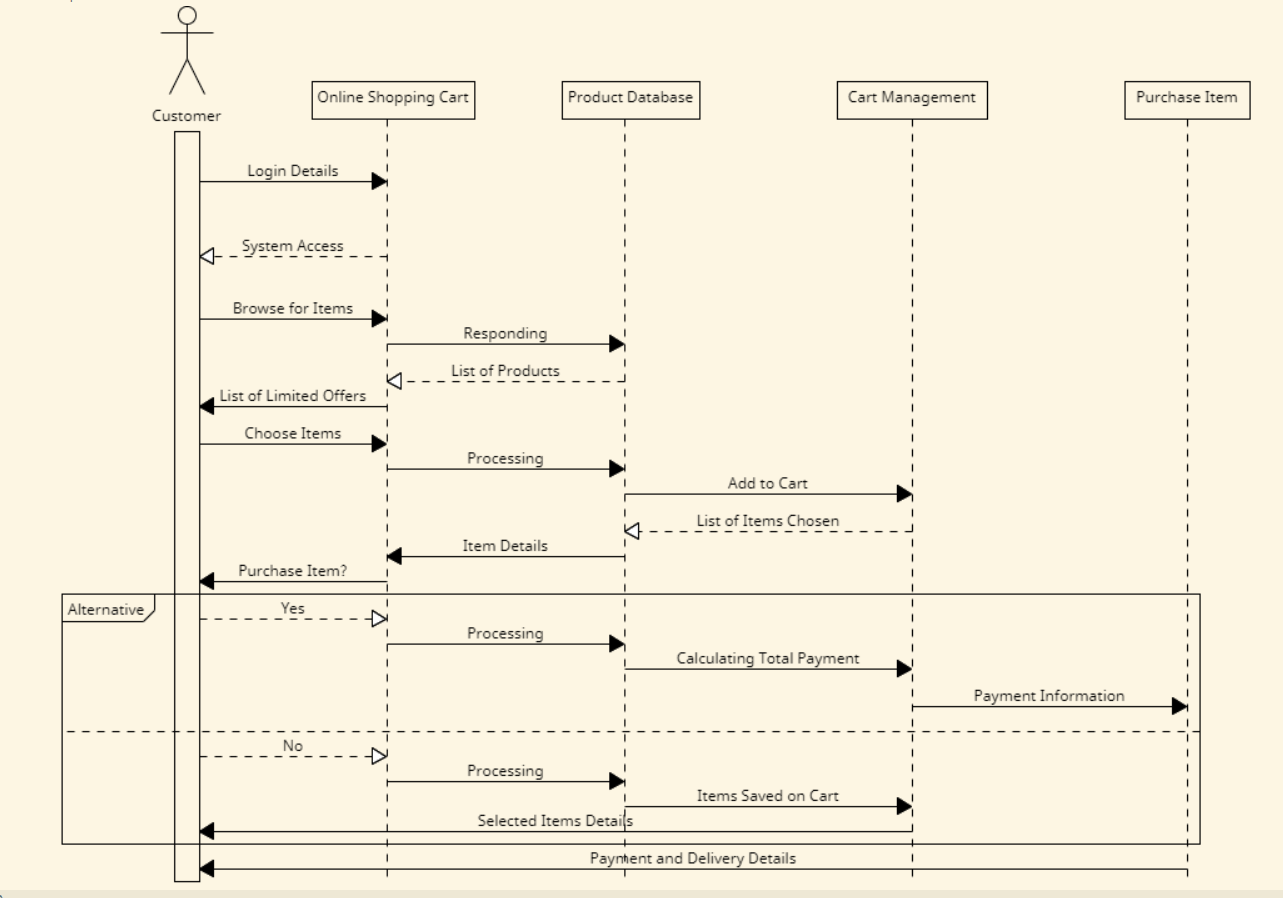 Customer
Online Shopping Cart
Product Database
Cart Management
Purchase Item
Login Details
System Access
Browse for Items
Responding
List of Products
List of Limited Offers
Choose Items
Processing
Add to Cart
List of Items Chosen
Item Details
Purchase Item?
Alternative
Yes
Processing
Calculating Total Payment
Payment Information
No
Processing
Items Saved on Cart
Selected Items Details
Payment and Delivery Details